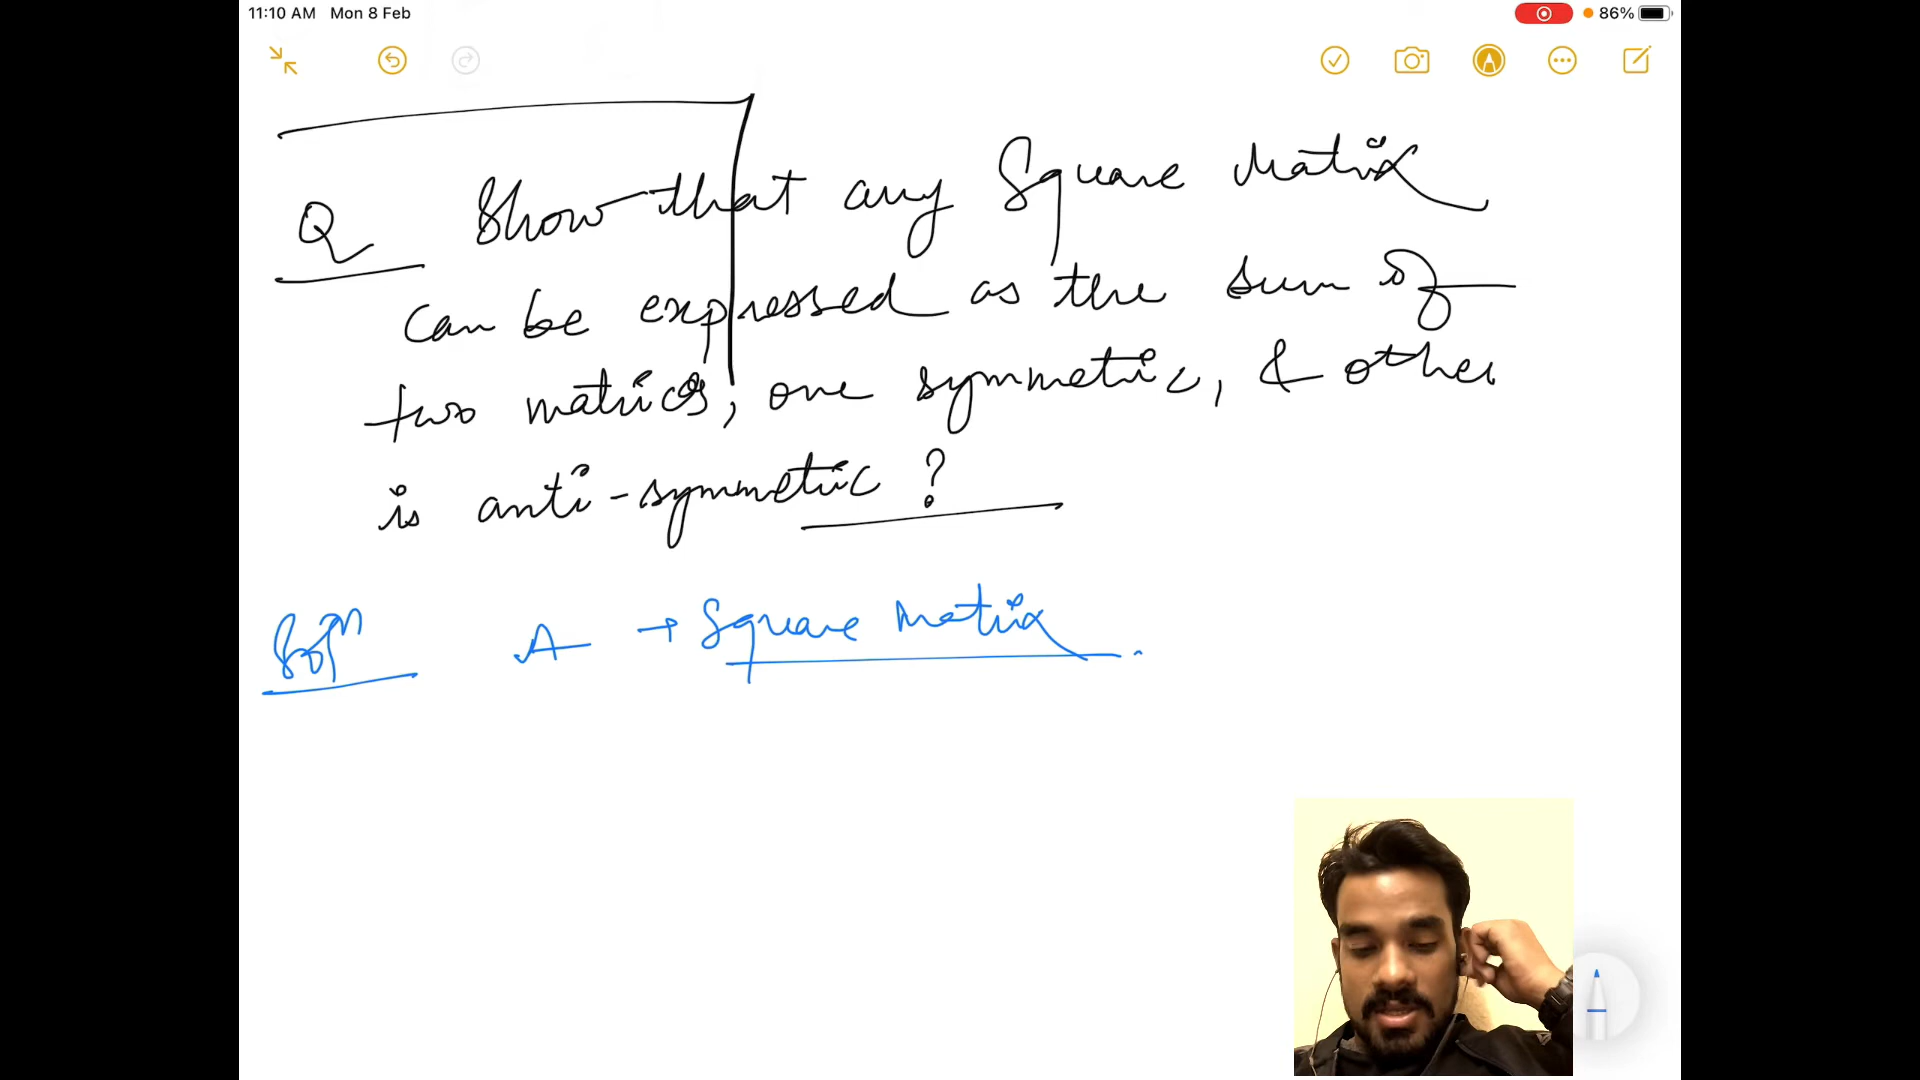 11:10 AM Mon 8 Feb
86%
Q Show that any Square Matrix
can be expressed as the sum of
two matrices, one symmetric, & other
is anti-symmetric ?
Solⁿ A → Square Matrix.